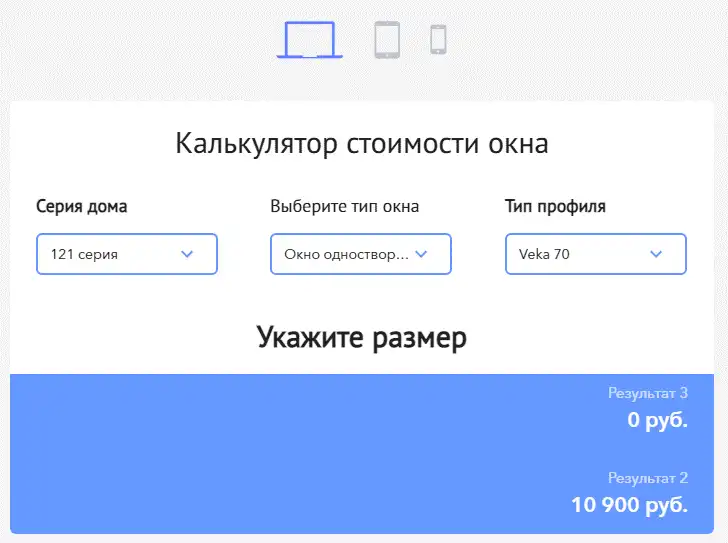 Калькулятор стоимости окна
Серия дома
Выберите тип окна
Тип профиля
121 серия
Окно одноствор...
Veka 70
Укажите размер
Результат 3
0 руб.
Результат 2
10 900 руб.